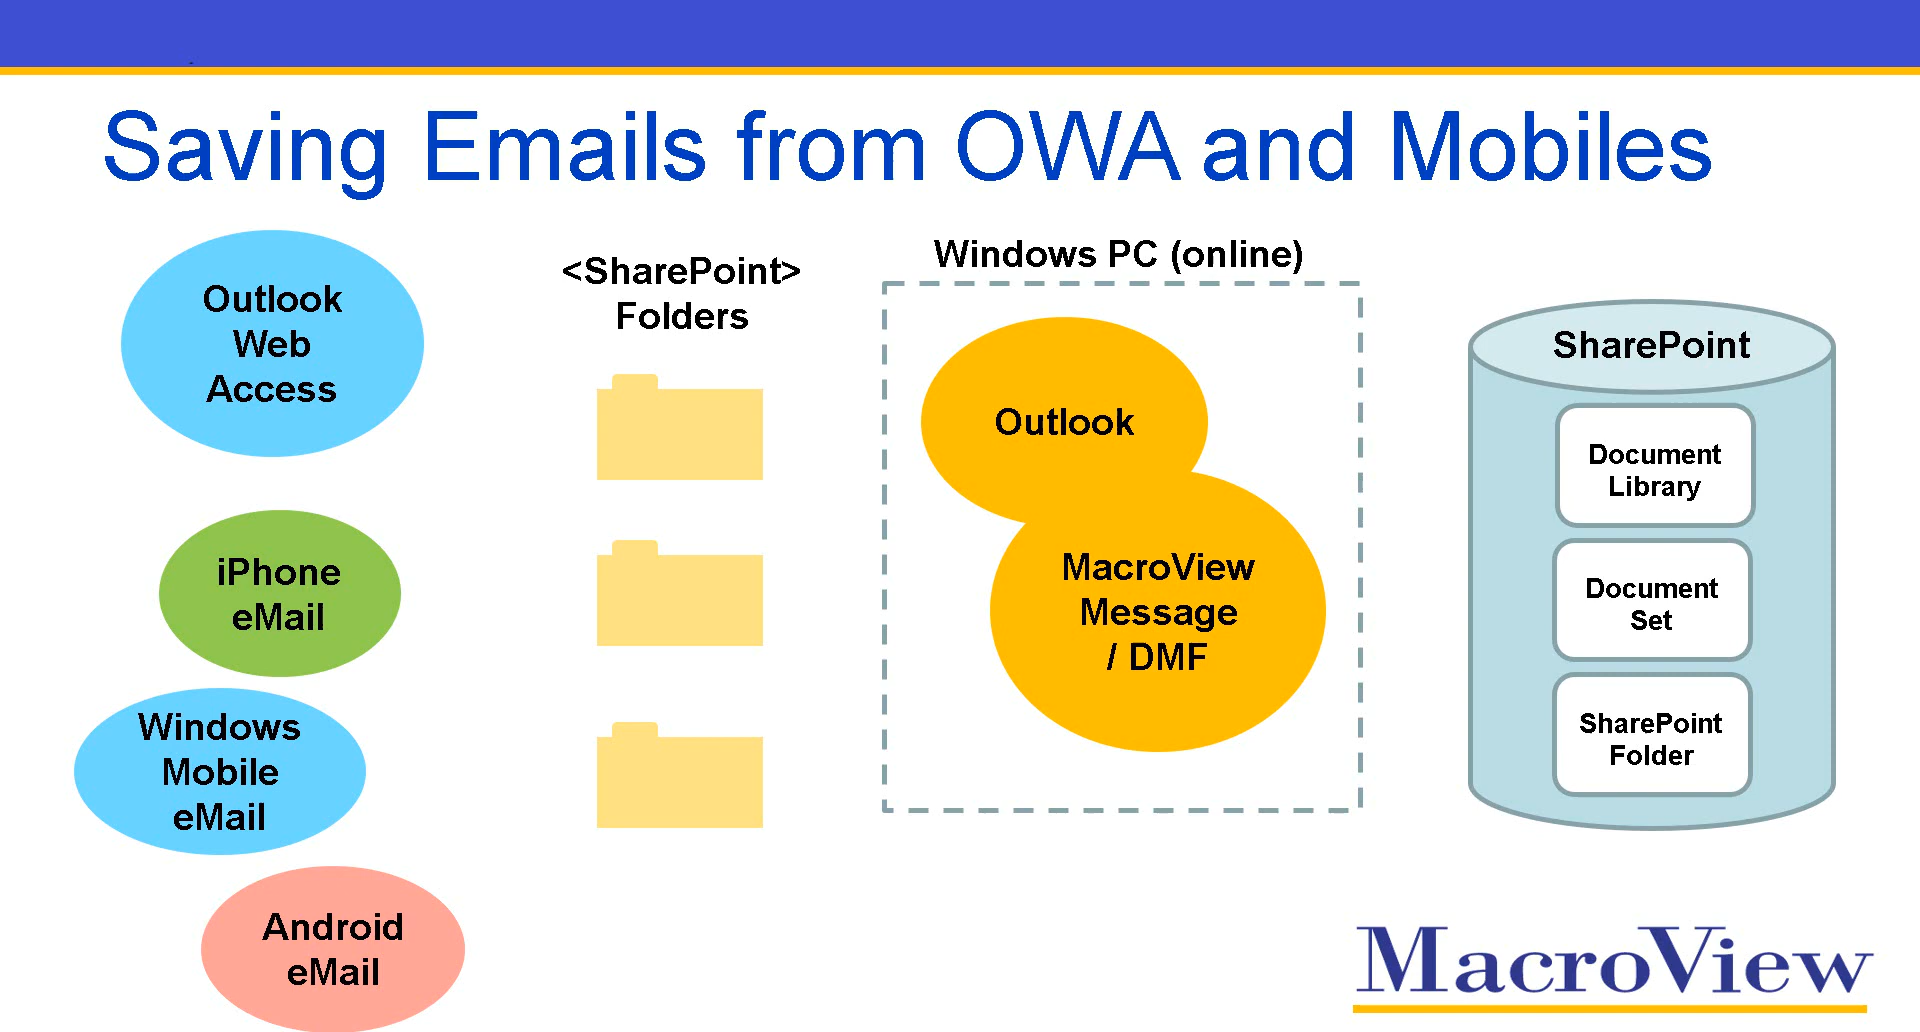 Saving Emails from OWA and Mobiles
Outlook
Web
Access
iPhone
eMail
Windows
Mobile
eMail
Android
eMail
<SharePoint>
Folders
Windows PC (online)
Outlook
MacroView
Message
/ DMF
SharePoint
Document
Library
Document
Set
SharePoint
Folder
MacroView